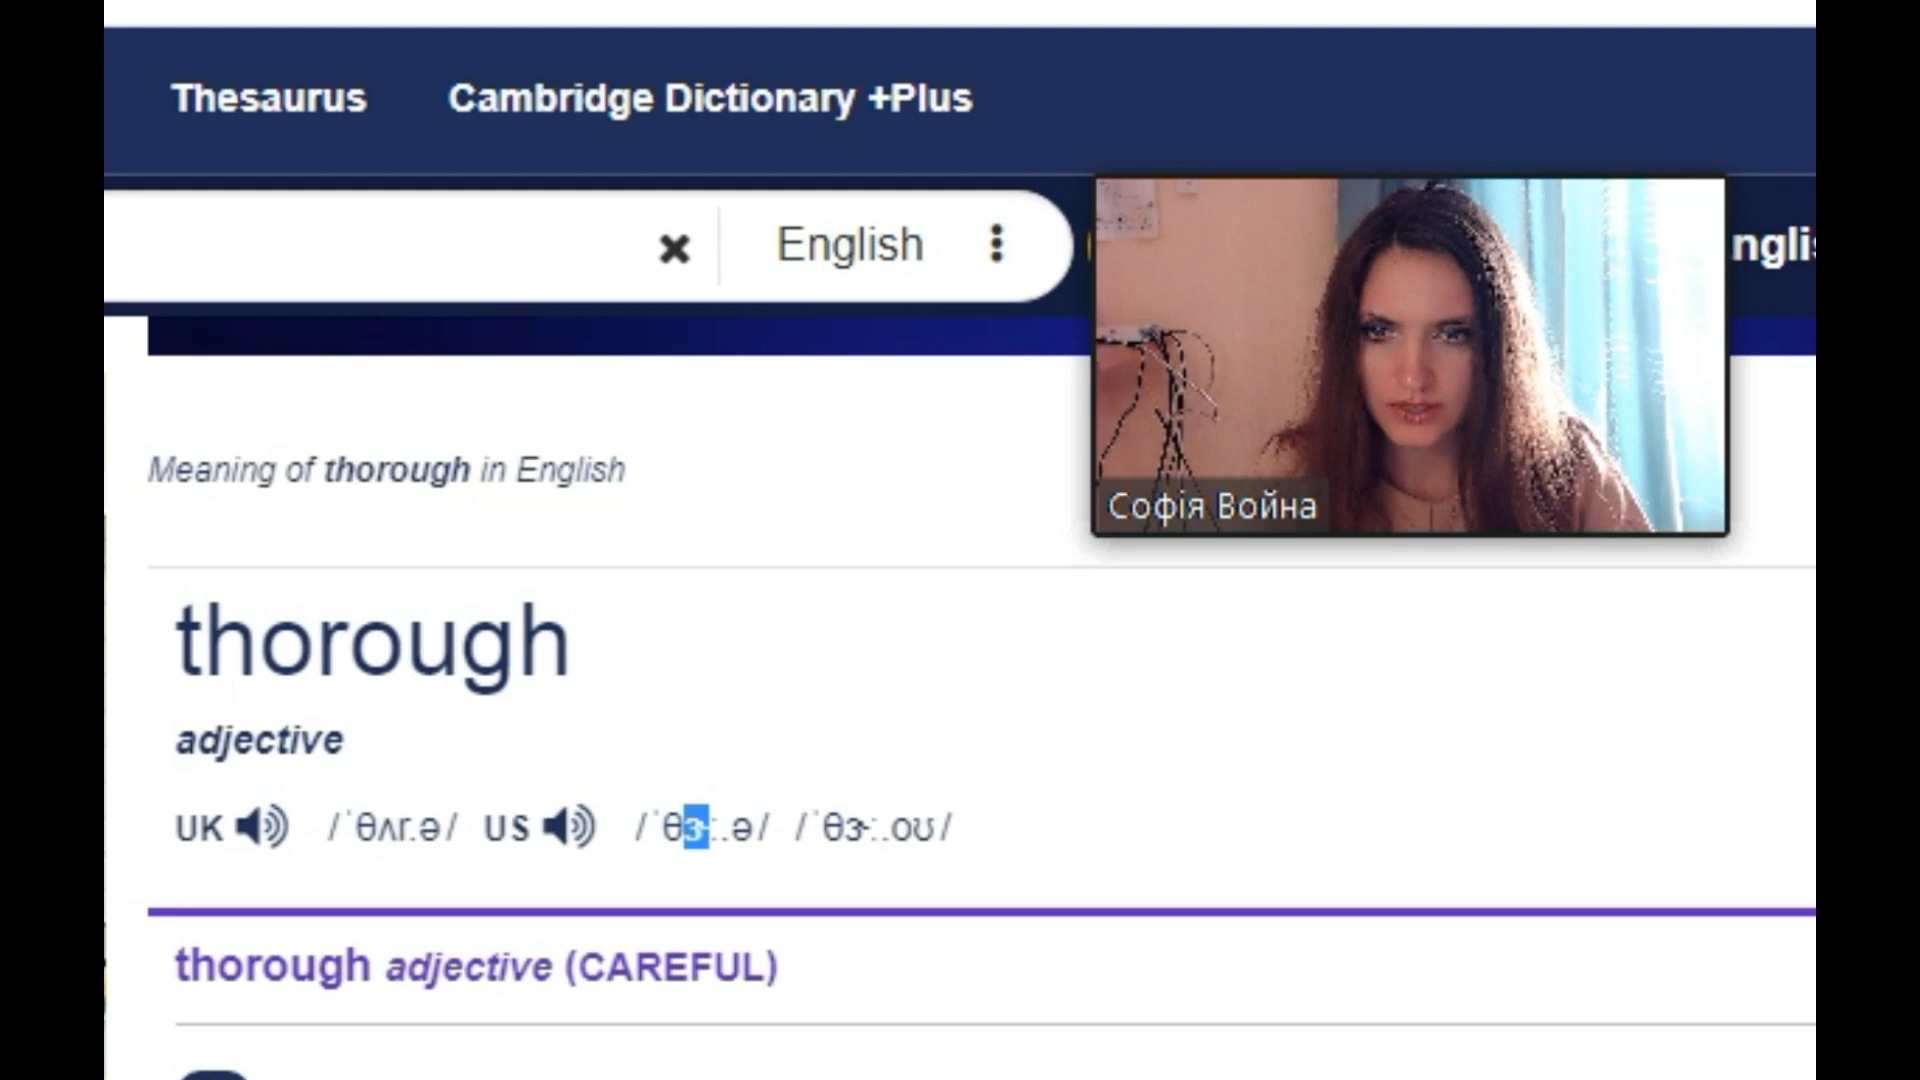 Thesaurus Cambridge Dictionary +Plus
English
Софія Война
Meaning of thorough in English
thorough
adjective
UK /ˈθʌr.ə/ US /ˈθɝː.ə/ /ˈθɝː.oʊ/
thorough adjective (CAREFUL)